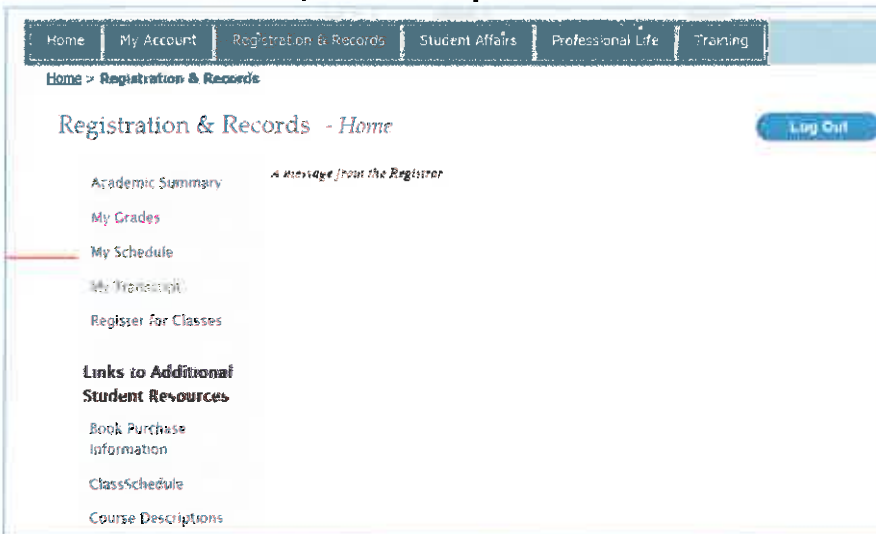 Home My Account Registration & Records Student Affairs Professional Life Training
Home > Registration & Records
Registration & Records - Home
Log Out
Academic Summary
A message from the Registrar
My Grades
My Schedule
My Transcript
Register for Classes
Links to Additional
Student Resources
Book Purchase
Information
ClassSchedule
Course Descriptions